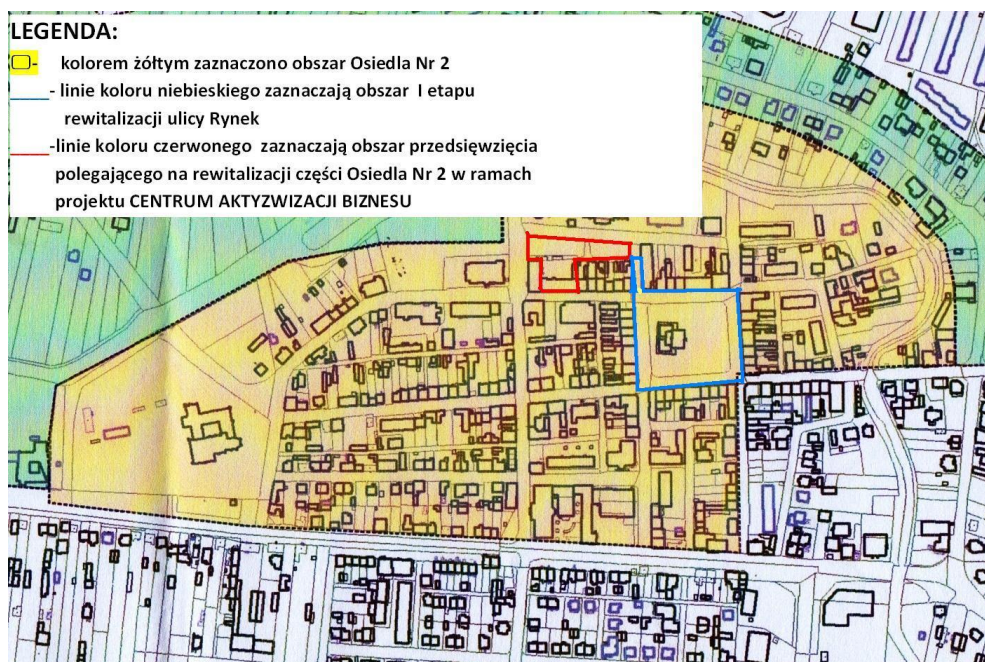 LEGENDA:
- kolorem żółtym zaznaczono obszar Osiedla Nr 2
- linie koloru niebieskiego zaznaczają obszar I etapu
rewitalizacji ulicy Rynek
-linie koloru czerwonego zaznaczają obszar przedsięwzięcia
polegającego na rewitalizacji części Osiedla Nr 2 w ramach
projektu CENTRUM AKTYZWIZACJI BIZNESU